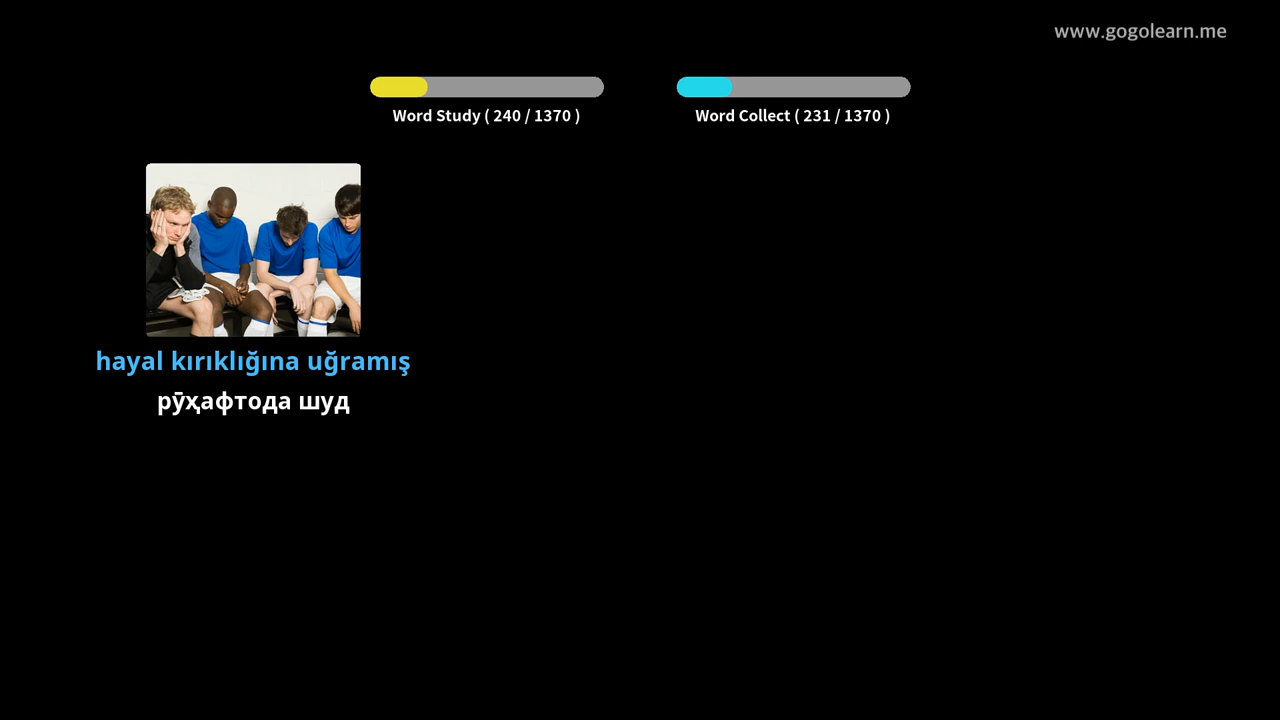 www.gogolearn.me
Word Study ( 240 / 1370 )
Word Collect ( 231 / 1370 )
hayal kırıklığına uğramış
рӯҳафтода шуд